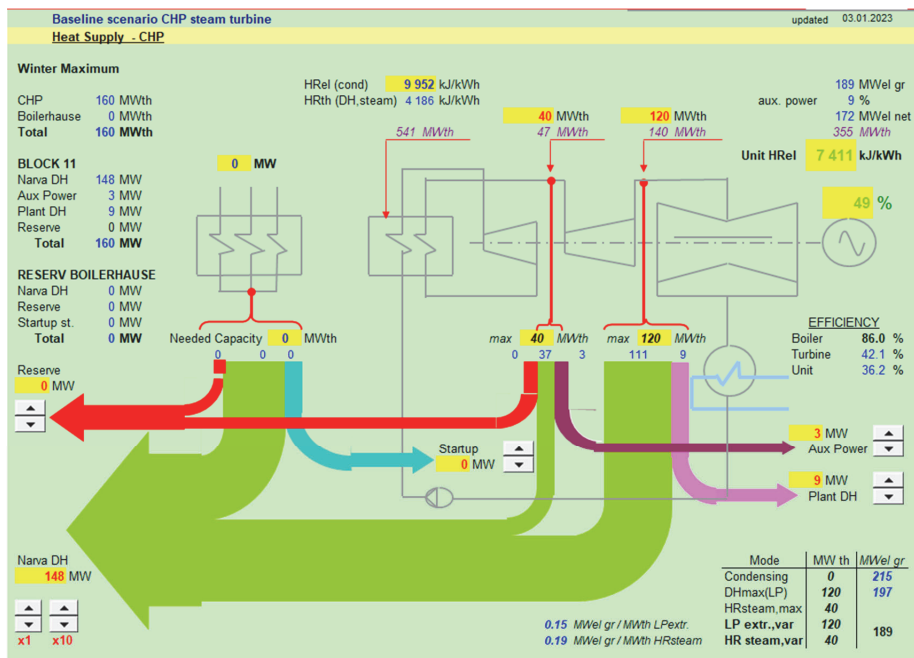 Baseline scenario CHP steam turbine
updated 03.01.2023
Heat Supply - CHP
Winter Maximum
CHP 160 MWth
Boilerhouse 0 MWth
Total 160 MWth
HRel (cond) 9 952 kJ/kWh
HRth (DH,steam) 4 186 kJ/kWh
189 MWel gr
aux. power 9 %
172 MWel net
355 MWth
40 MWth
120 MWth
541 MWth
47 MWth
140 MWth
Unit HRel 7 411 kJ/kWh
49 %
BLOCK 11
Narva DH 148 MW
Aux Power 3 MW
Plant DH 9 MW
Reserve 0 MW
Total 160 MW
0 MW
RESERV BOILERHOUSE
Narva DH 0 MW
Reserve 0 MW
Startup st. 0 MW
Total 0 MW
Needed Capacity 0 MWth
0 0 0
max 40 MWth
0 37 3
max 120 MWth
111 9
EFFICIENCY
Boiler 86.0 %
Turbine 42.1 %
Unit 36.2 %
Reserve
0 MW
Startup
0 MW
3 MW
Aux Power
9 MW
Plant DH
Narva DH
148 MW
x1 x10
0.15 MWel gr / MWth LPextr.
0.19 MWel gr / MWth HRsteam
Mode MW th MWel gr
Condensing 0 215
DHmax(LP) 120 197
HRsteam,max 40
LP extr.,var 120
189
HR steam,var 40